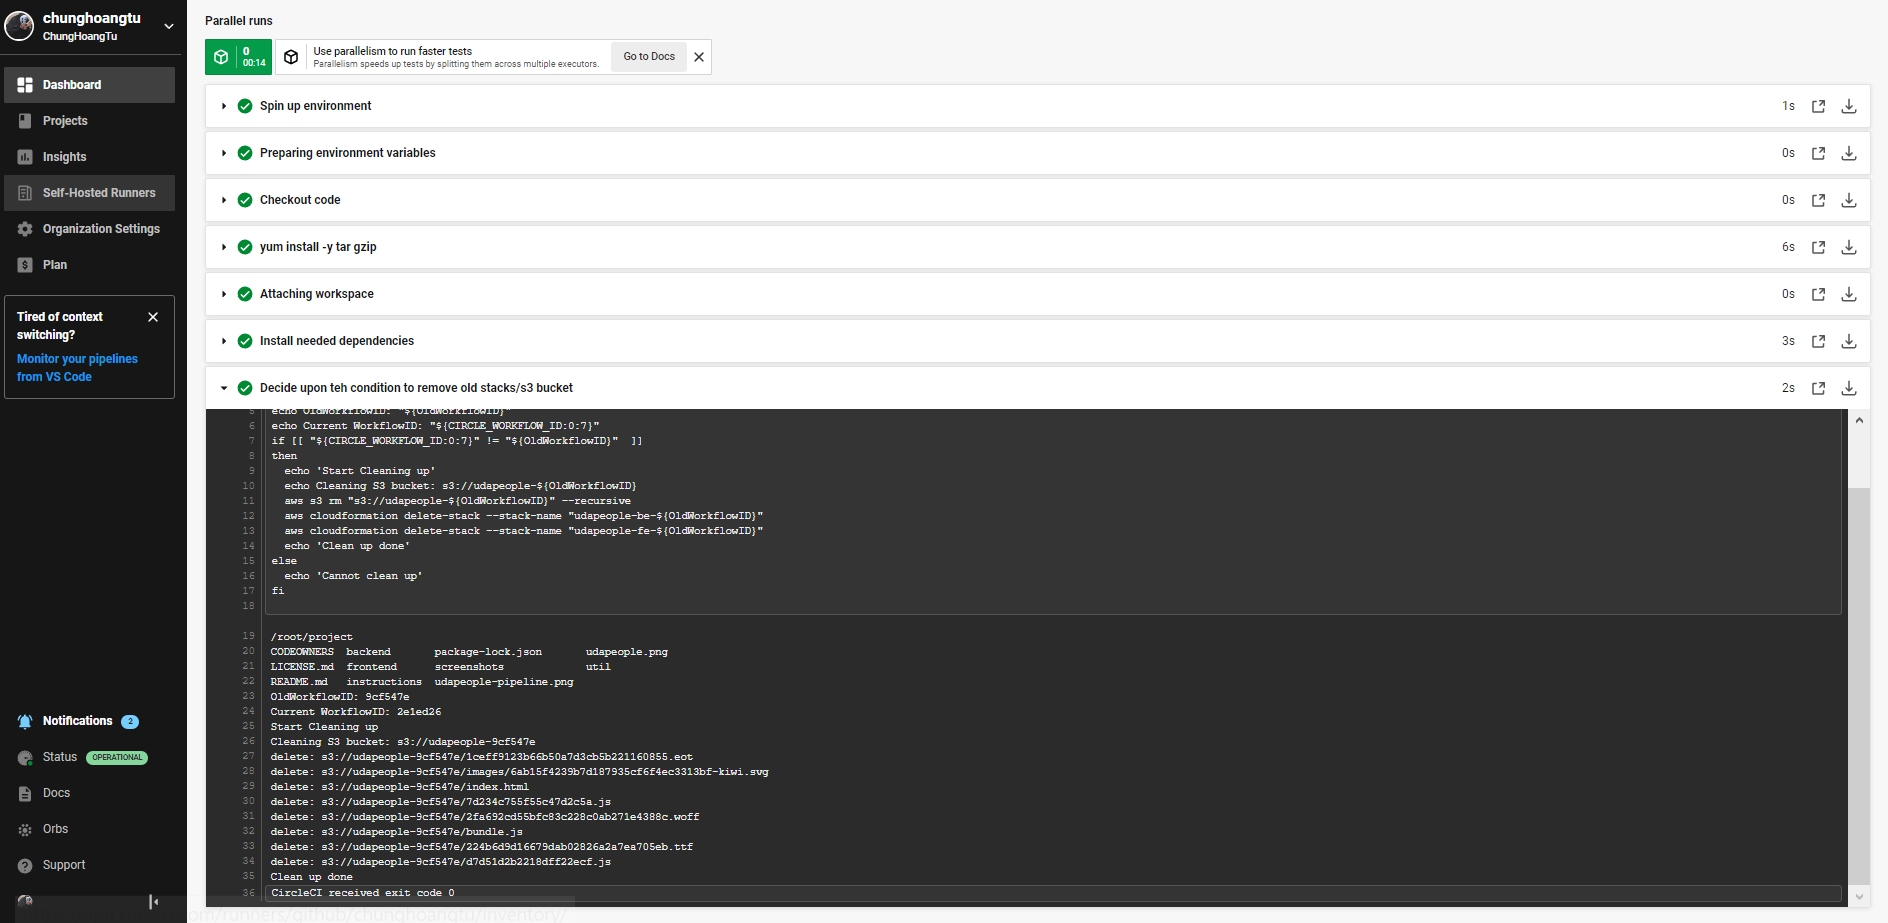 chunghoangtu
ChungHoangTu
Dashboard
Projects
Insights
Self-Hosted Runners
Organization Settings
Plan
Tired of context
switching?
Monitor your pipelines
from VS Code
Notifications 2
Status OPERATIONAL
Docs
Orbs
Support
Parallel runs
0
00:14
Use parallelism to run faster tests
Parallelism speeds up tests by splitting them across multiple executors.
Go to Docs
Spin up environment 1s
Preparing environment variables 0s
Checkout code 0s
yum install -y tar gzip 6s
Attaching workspace 0s
Install needed dependencies 3s
Decide upon teh condition to remove old stacks/s3 bucket 2s
5 echo OldWorkflowID: "${OldWorkflowID}"
6 echo Current WorkflowID: "${CIRCLE_WORKFLOW_ID:0:7}"
7 if [[ "${CIRCLE_WORKFLOW_ID:0:7}" != "${OldWorkflowID}"  ]]
8 then
9   echo 'Start Cleaning up'
10   echo Cleaning S3 bucket: s3://udapeople-${OldWorkflowID}
11   aws s3 rm "s3://udapeople-${OldWorkflowID}" --recursive
12   aws cloudformation delete-stack --stack-name "udapeople-be-${OldWorkflowID}"
13   aws cloudformation delete-stack --stack-name "udapeople-fe-${OldWorkflowID}"
14   echo 'Clean up done'
15 else
16   echo 'Cannot clean up'
17 fi
18
19 /root/project
20 CODEOWNERS  backend       package-lock.json       udapeople.png
21 LICENSE.md  frontend      screenshots             util
22 README.md   instructions  udapeople-pipeline.png
23 OldWorkflowID: 9cf547e
24 Current WorkflowID: 2e1ed26
25 Start Cleaning up
26 Cleaning S3 bucket: s3://udapeople-9cf547e
27 delete: s3://udapeople-9cf547e/1ceff9123b66b50a7d3cb5b221160855.eot
28 delete: s3://udapeople-9cf547e/images/6ab15f4239b7d187935cf6f4ec3313bf-kiwi.svg
29 delete: s3://udapeople-9cf547e/index.html
30 delete: s3://udapeople-9cf547e/7d234c755f55c47d2c5a.js
31 delete: s3://udapeople-9cf547e/2fa692cd55bfc83c228c0ab271e4388c.woff
32 delete: s3://udapeople-9cf547e/bundle.js
33 delete: s3://udapeople-9cf547e/224b6d9d16679dab02826a2a7ea705eb.ttf
34 delete: s3://udapeople-9cf547e/d7d51d2b2218dff22ecf.js
35 Clean up done
36 CircleCI received exit code 0
om/runners/github/chunghoangtu/inventory/